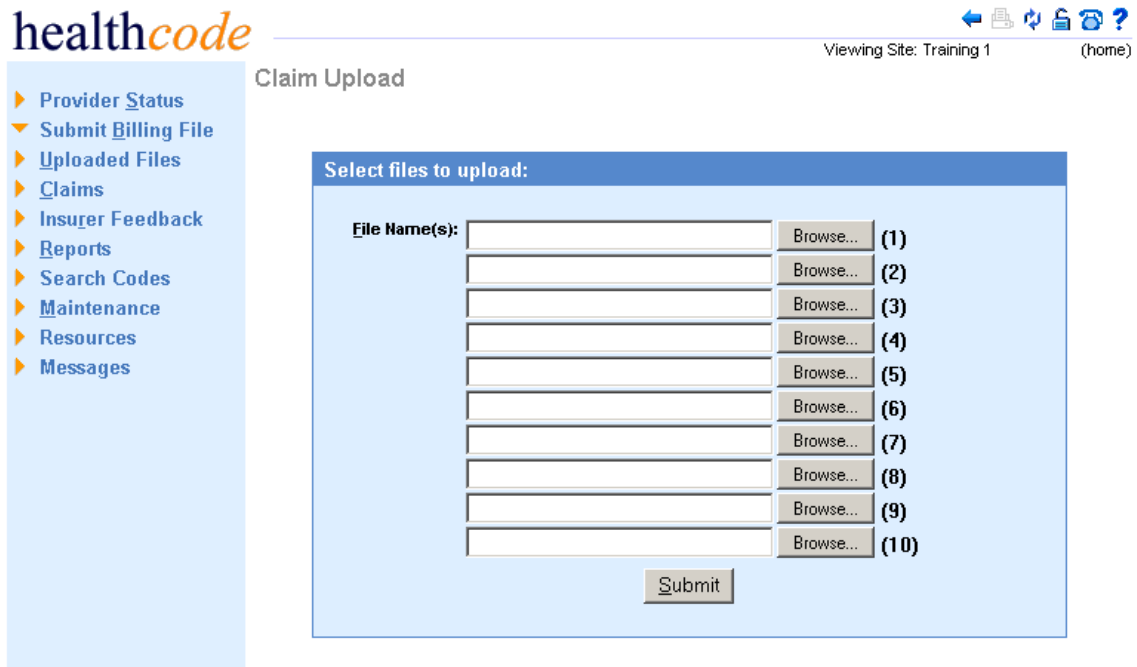 healthcode
Viewing Site: Training 1 (home)
Claim Upload
Provider Status
Submit Billing File
Uploaded Files
Claims
Insurer Feedback
Reports
Search Codes
Maintenance
Resources
Messages
Select files to upload:
File Name(s): Browse... (1)
Browse... (2)
Browse... (3)
Browse... (4)
Browse... (5)
Browse... (6)
Browse... (7)
Browse... (8)
Browse... (9)
Browse... (10)
Submit